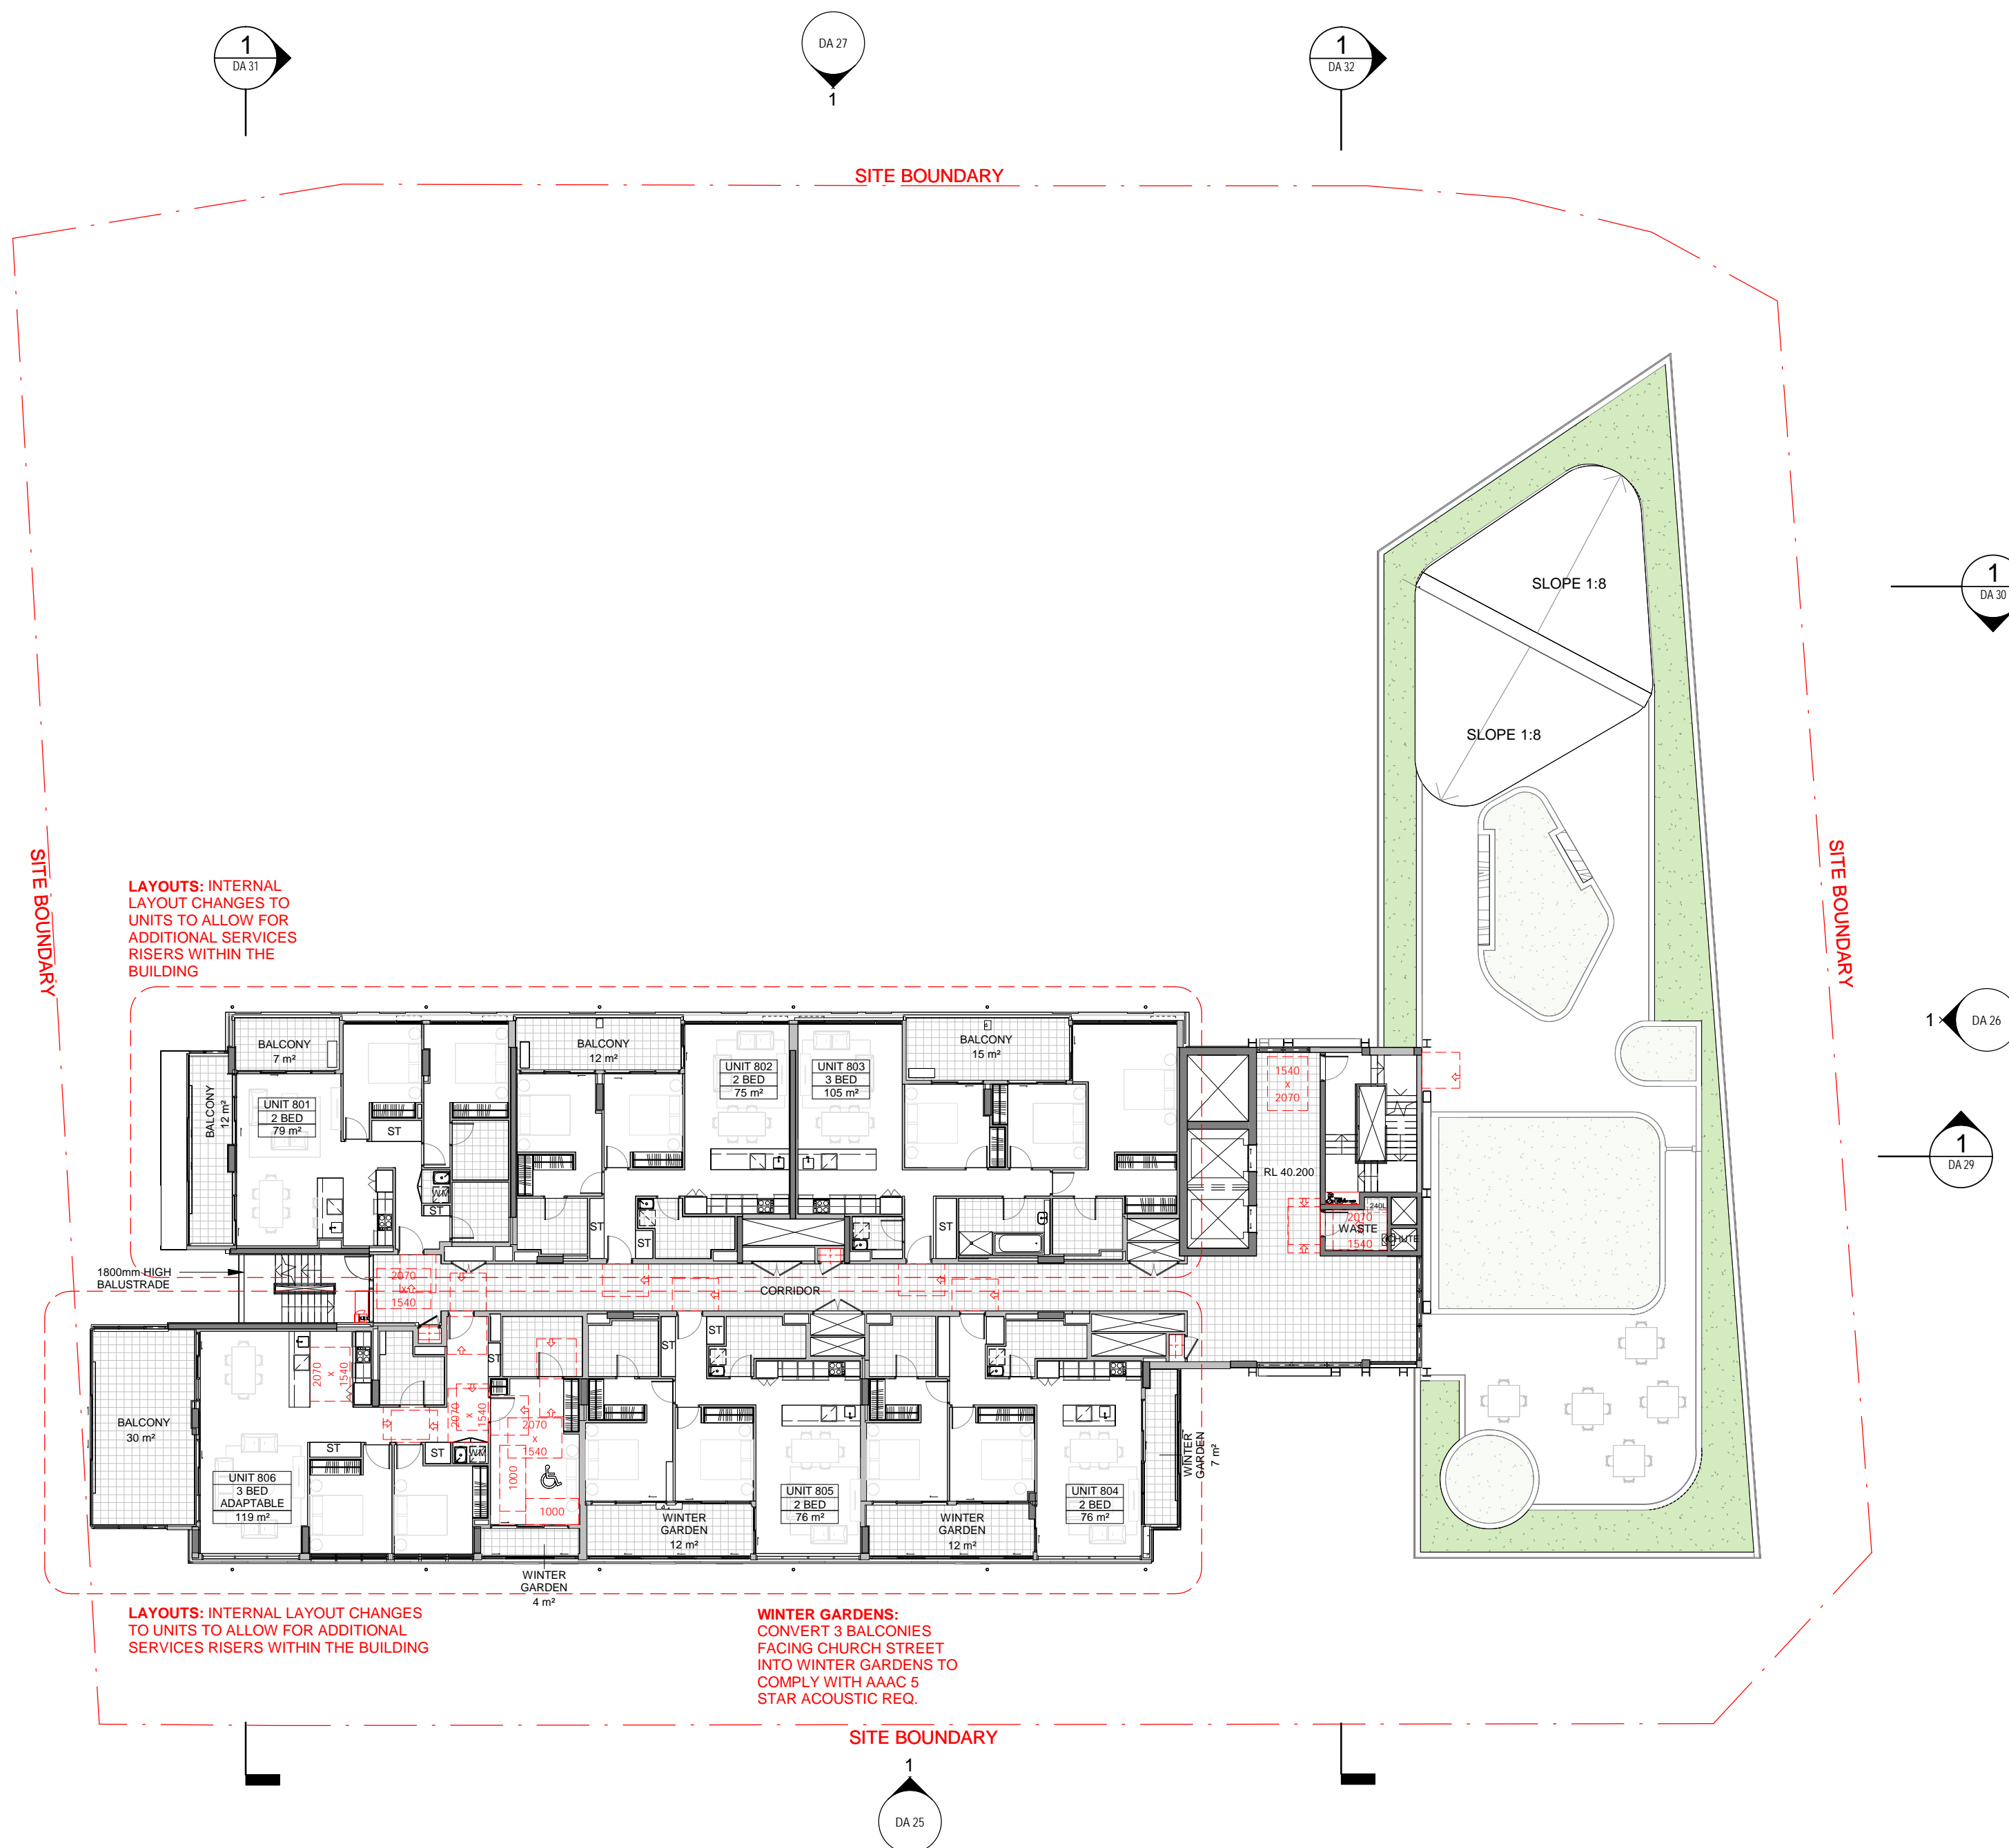 1
DA 31
DA 27
1
1
DA 32
SITE BOUNDARY
1
DA 30
SLOPE 1:8
SLOPE 1:8
SITE BOUNDARY
SITE BOUNDARY
LAYOUTS: INTERNAL
LAYOUT CHANGES TO
UNITS TO ALLOW FOR
ADDITIONAL SERVICES
RISERS WITHIN THE
BUILDING
1
DA 26
1
DA 29
BALCONY
7 m²
BALCONY
12 m²
BALCONY
15 m²
BALCONY
12 m²
UNIT 801
2 BED
79 m²
UNIT 802
2 BED
75 m²
UNIT 803
3 BED
105 m²
ST
WM
ST
ST
ST
ST
1540
x
2070
RL 40.200
240L
2070
WASTE
1540
CHUTE
1800mm HIGH
BALUSTRADE
2070
x
1540
CORRIDOR
ST
ST
ST
2070
x
1540
2070
x
1540
2070
x
1540
1000
1000
BALCONY
30 m²
ST
ST
WM
UNIT 806
3 BED
ADAPTABLE
119 m²
UNIT 805
2 BED
76 m²
UNIT 804
2 BED
76 m²
WINTER
GARDEN
12 m²
WINTER
GARDEN
12 m²
WINTER
GARDEN
7 m²
WINTER
GARDEN
4 m²
LAYOUTS: INTERNAL LAYOUT CHANGES
TO UNITS TO ALLOW FOR ADDITIONAL
SERVICES RISERS WITHIN THE BUILDING
WINTER GARDENS:
CONVERT 3 BALCONIES
FACING CHURCH STREET
INTO WINTER GARDENS TO
COMPLY WITH AAAC 5
STAR ACOUSTIC REQ.
SITE BOUNDARY
1
DA 25